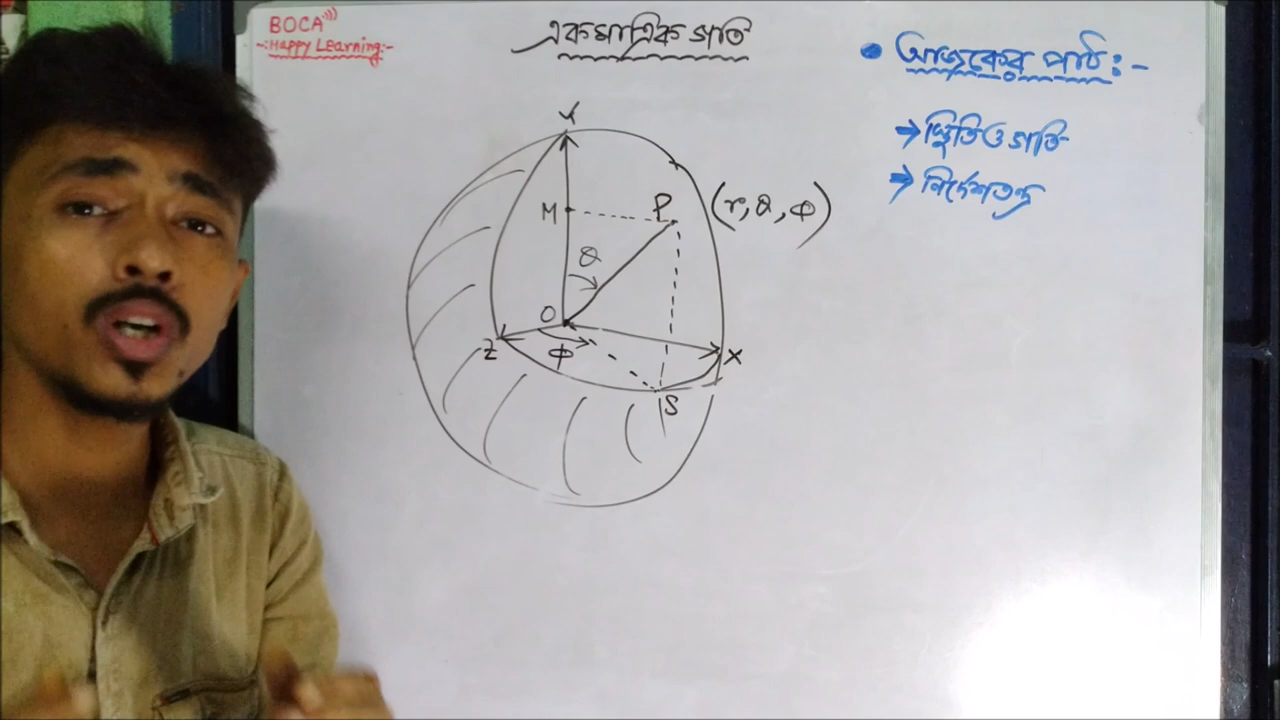 BOCA
-:Happy Learning:-
একমাত্রিক গতি
• আজকের পাঠ:-
→ স্থিতি ও গতি
→ নির্দেশতন্ত্র
Y
M
P
(r, θ, φ)
θ
O
Z
φ
X
S